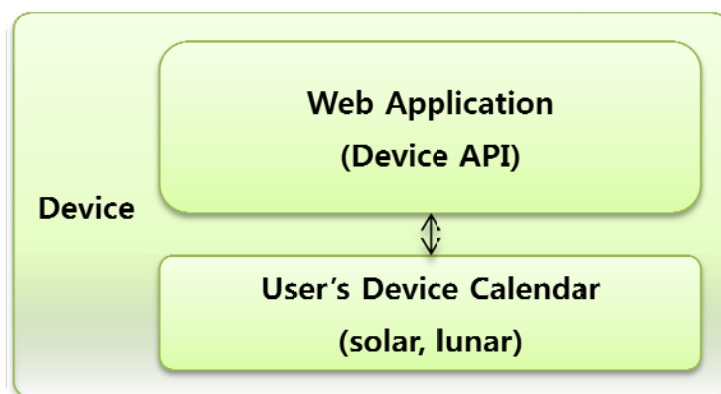 Web Application
(Device API)
Device
User's Device Calendar
(solar, lunar)